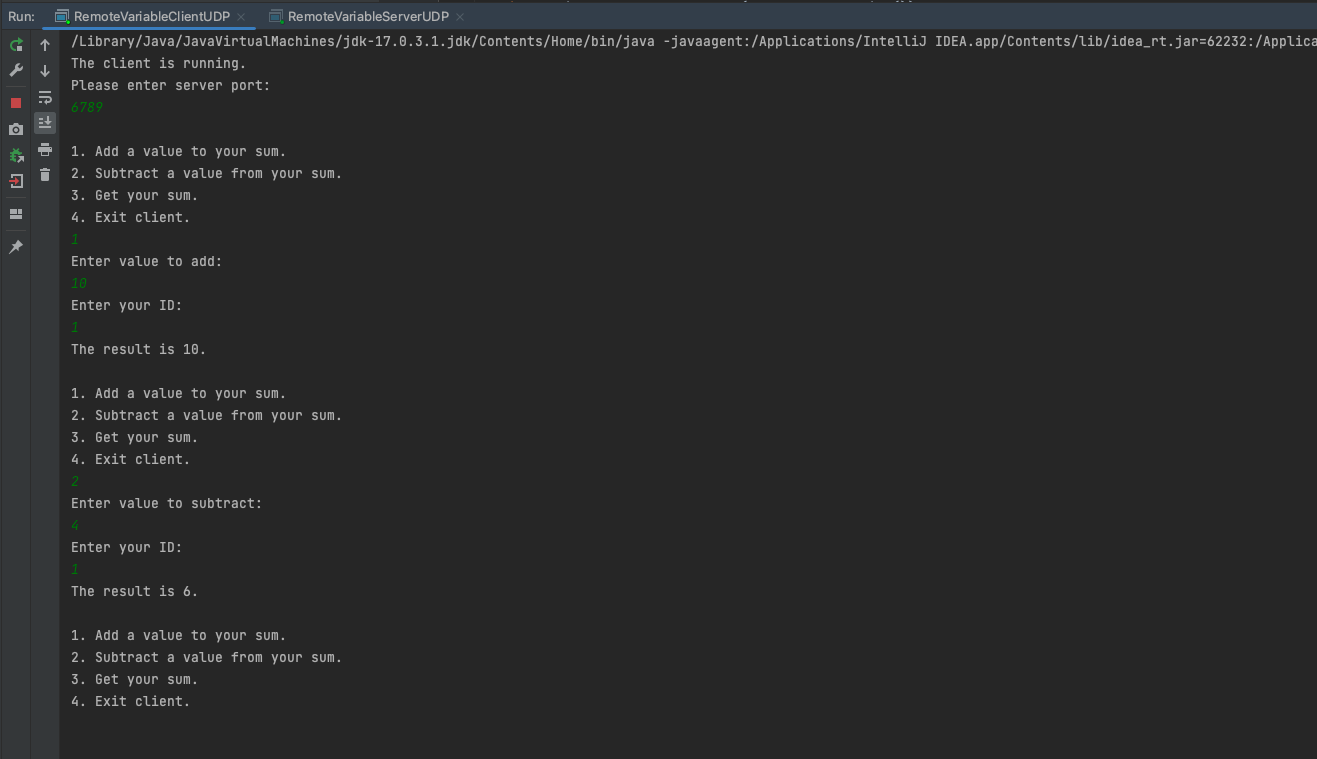 Run: RemoteVariableClientUDP × RemoteVariableServerUDP ×
/Library/Java/JavaVirtualMachines/jdk-17.0.3.1.jdk/Contents/Home/bin/java -javaagent:/Applications/IntelliJ IDEA.app/Contents/lib/idea_rt.jar=62232:/Applica
The client is running.
Please enter server port:
6789
1. Add a value to your sum.
2. Subtract a value from your sum.
3. Get your sum.
4. Exit client.
1
Enter value to add:
10
Enter your ID:
1
The result is 10.
1. Add a value to your sum.
2. Subtract a value from your sum.
3. Get your sum.
4. Exit client.
2
Enter value to subtract:
4
Enter your ID:
1
The result is 6.
1. Add a value to your sum.
2. Subtract a value from your sum.
3. Get your sum.
4. Exit client.